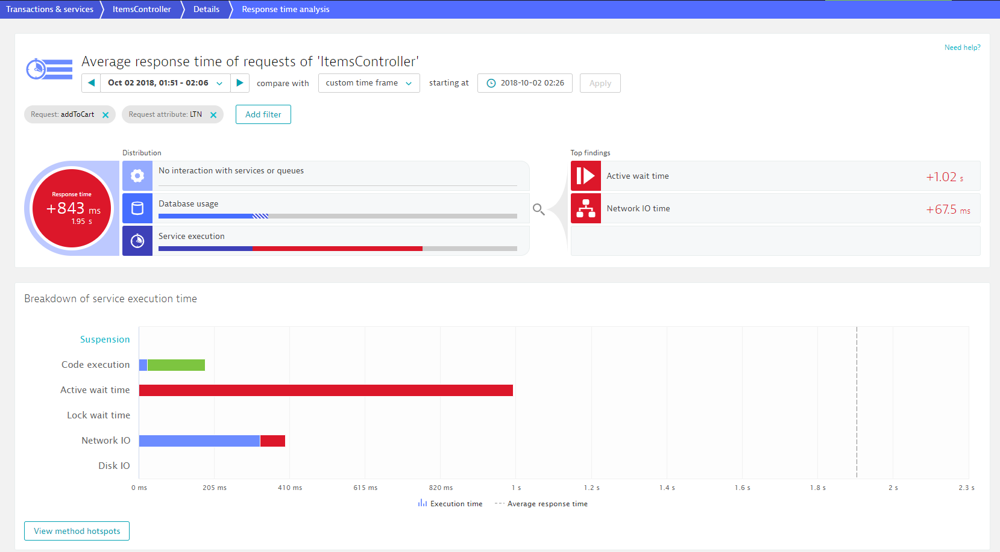 Transactions & services ItemsController Details Response time analysis
Need help?
Average response time of requests of 'ItemsController'
Oct 02 2018, 01:51 - 02:06 compare with custom time frame starting at 2018-10-02 02:26 Apply
Request: addToCart Request attribute: LTN Add filter
Distribution
Response time
+843 ms
1.95 s
No interaction with services or queues
Database usage
Service execution
Top findings
Active wait time +1.02 s
Network IO time +67.5 ms
Breakdown of service execution time
Suspension
Code execution
Active wait time
Lock wait time
Network IO
Disk IO
0 ms 205 ms 410 ms 615 ms 820 ms 1 s 1.2 s 1.4 s 1.6 s 1.8 s 2 s 2.3 s
Execution time Average response time
View method hotspots